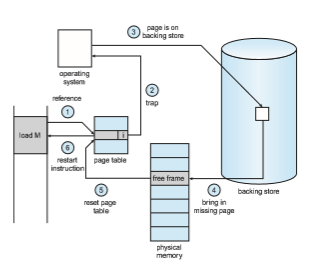 3
page is on
backing store
operating
system
2
trap
reference
1
load M
i
6
restart
instruction
page table
free frame
backing store
5
reset page
table
4
bring in
missing page
physical
memory